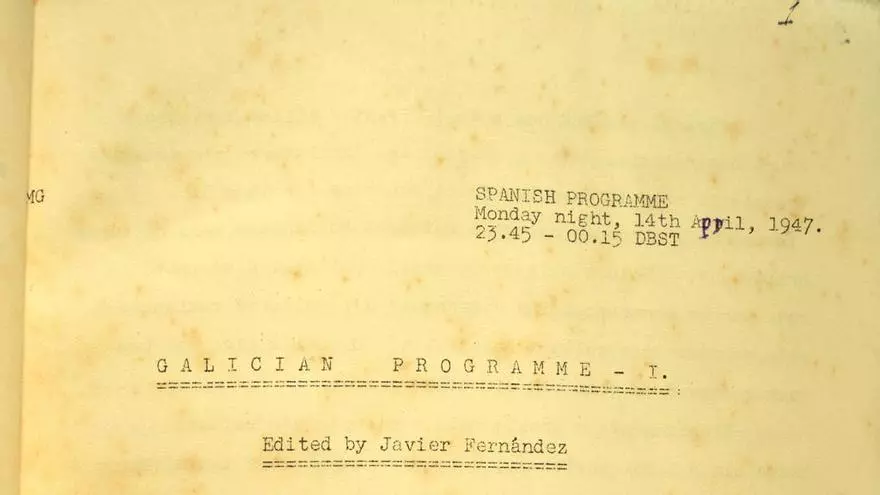 1
MG
SPANISH PROGRAMME
Monday night, 14th April, 1947.
23.45 - 00.15 DBST
GALICIAN PROGRAMME - I.
Edited by Javier Fernández